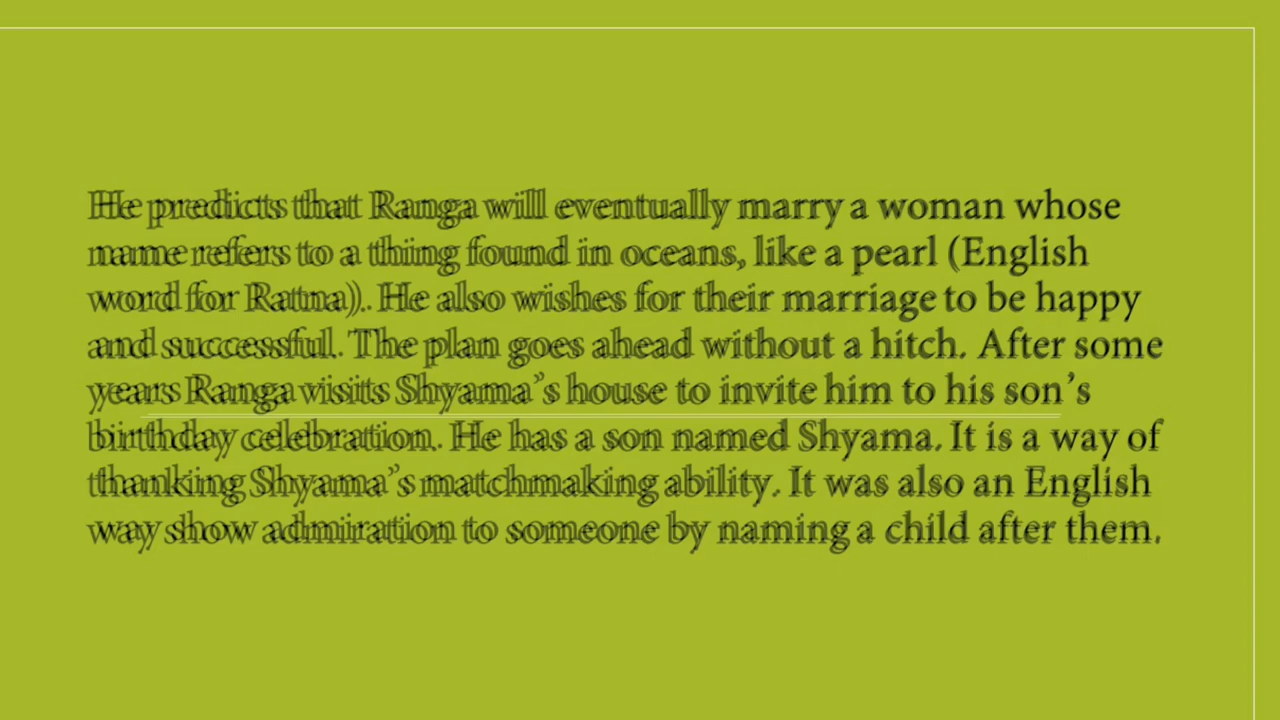 He predicts that Ranga will eventually marry a woman whose
name refers to a thing found in oceans, like a pearl (English
word for Ratna). He also wishes for their marriage to be happy
and successful. The plan goes ahead without a hitch. After some
years Ranga visits Shyama’s house to invite him to his son’s
birthday celebration. He has a son named Shyama. It is a way of
thanking Shyama’s matchmaking ability. It was also an English
way show admiration to someone by naming a child after them.